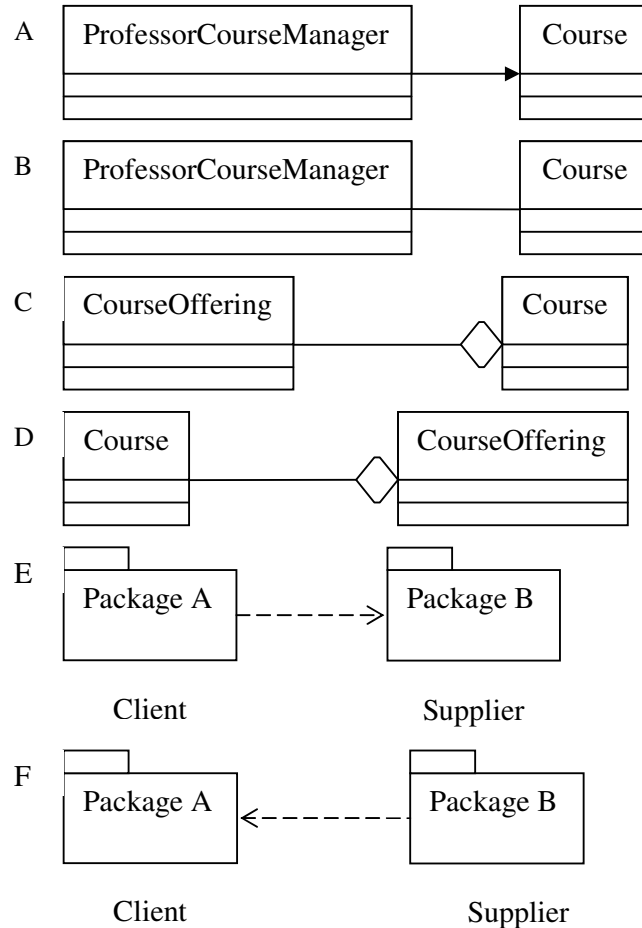 A ProfessorCourseManager Course
B ProfessorCourseManager Course
C CourseOffering Course
D Course CourseOffering
E Package A Package B
Client Supplier
F Package A Package B
Client Supplier